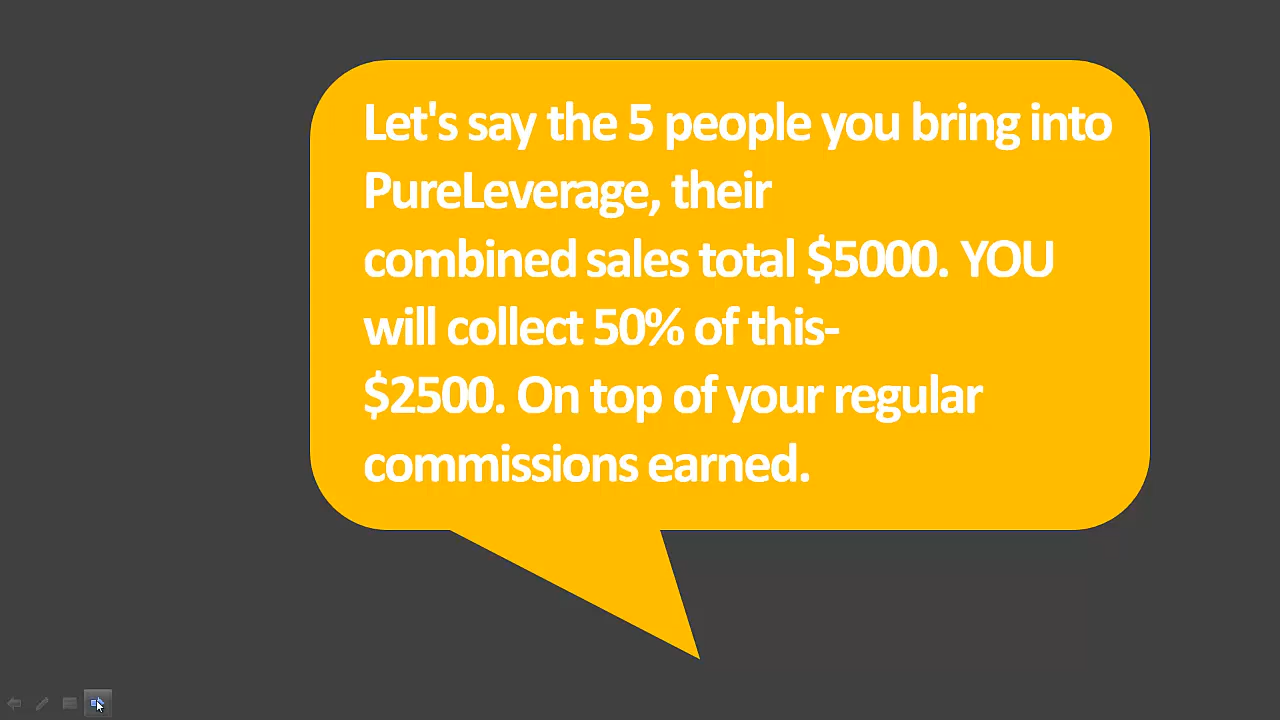 Let's say the 5 people you bring into
PureLeverage, their
combined sales total $5000. YOU
will collect 50% of this-
$2500. On top of your regular
commissions earned.